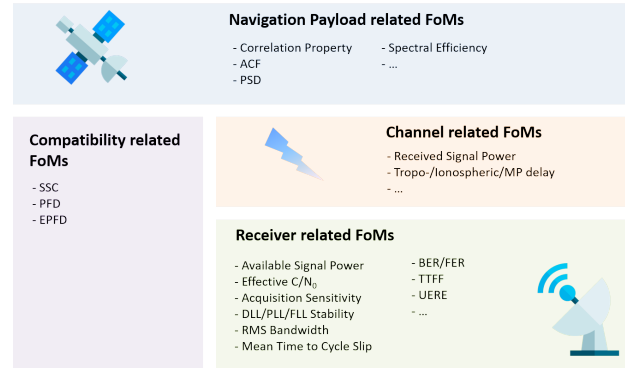 Navigation Payload related FoMs
- Correlation Property
- ACF
- PSD
- Spectral Efficiency
- ...
Compatibility related
FoMs
- SSC
- PFD
- EPFD
Channel related FoMs
- Received Signal Power
- Tropo-/Ionospheric/MP delay
- ...
Receiver related FoMs
- Available Signal Power
- Effective C/N₀
- Acquisition Sensitivity
- DLL/PLL/FLL Stability
- RMS Bandwidth
- Mean Time to Cycle Slip
- BER/FER
- TTFF
- UERE
- ...